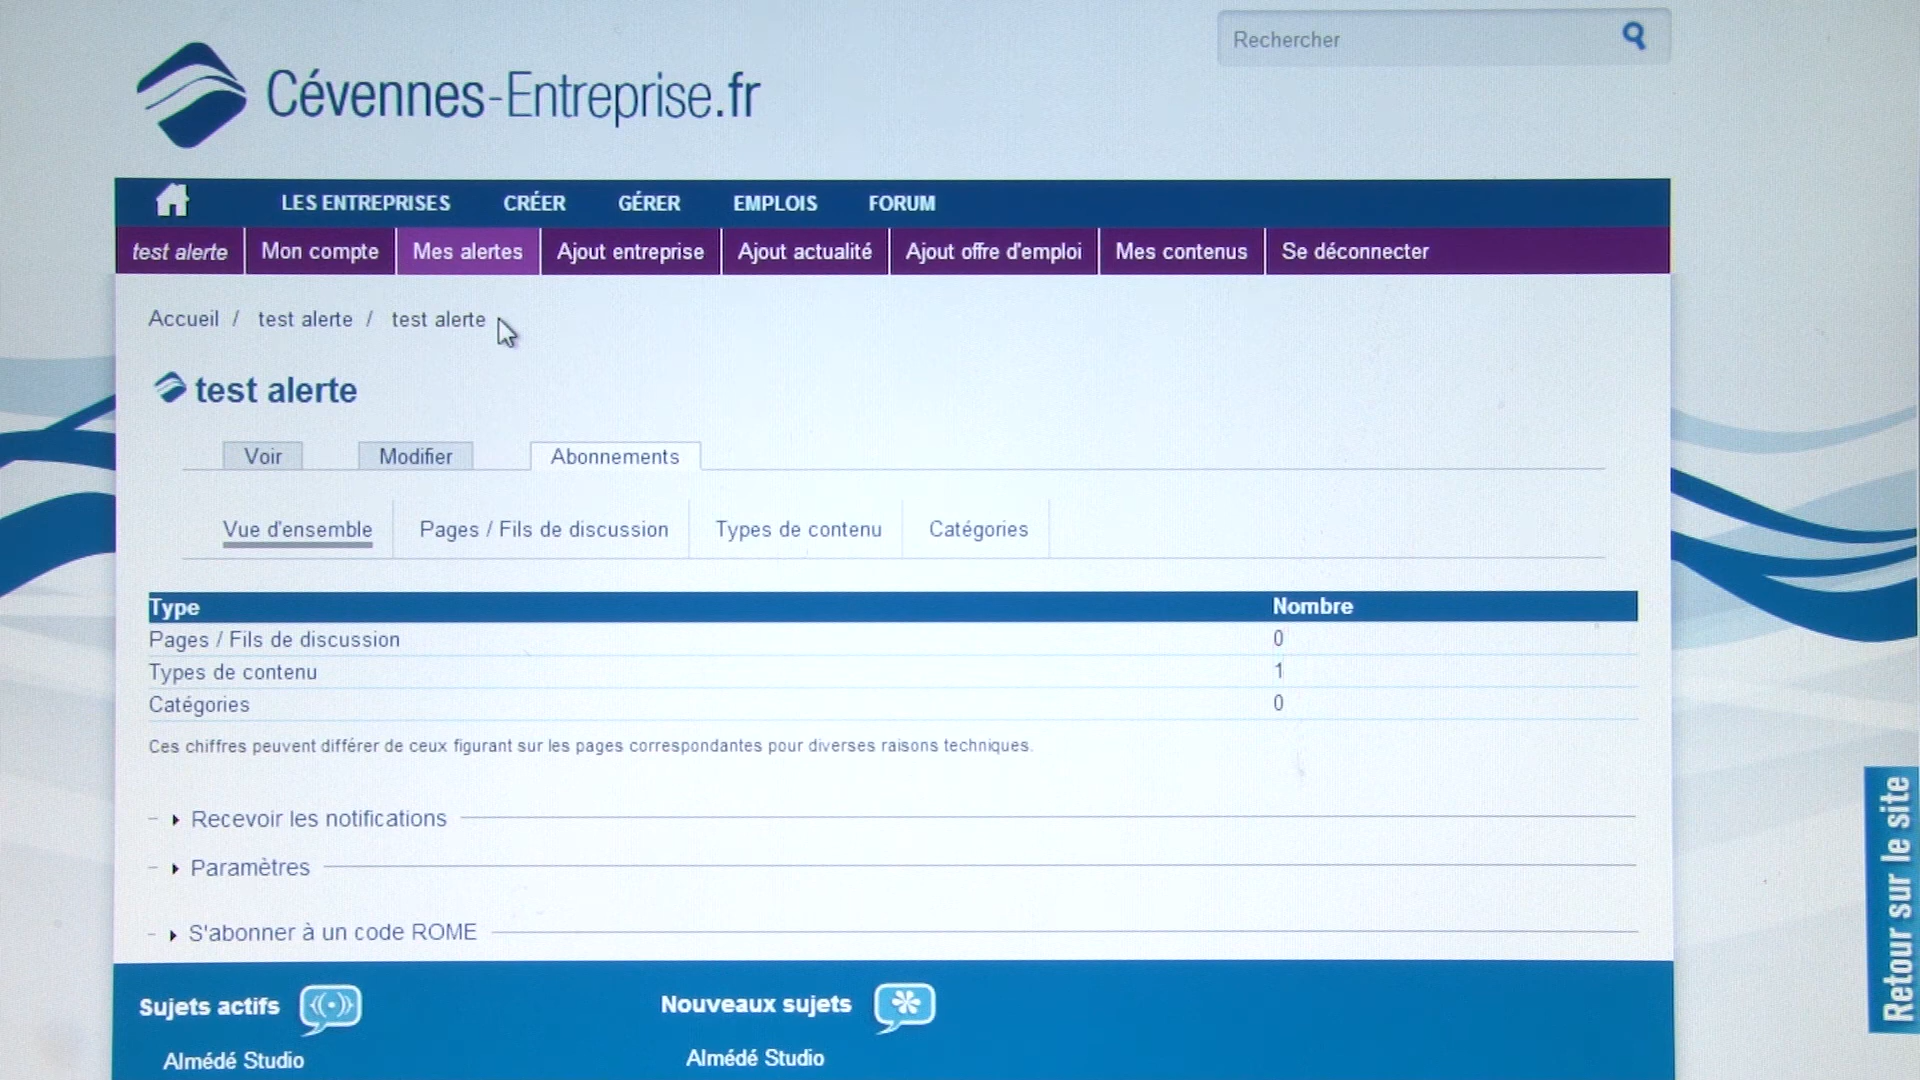 Rechercher
Cévennes-Entreprise.fr
LES ENTREPRISES CRÉER GÉRER EMPLOIS FORUM
test alerte Mon compte Mes alertes Ajout entreprise Ajout actualité Ajout offre d'emploi Mes contenus Se déconnecter
Accueil / test alerte / test alerte
test alerte
Voir Modifier Abonnements
Vue d'ensemble Pages / Fils de discussion Types de contenu Catégories
Type Nombre
Pages / Fils de discussion 0
Types de contenu 1
Catégories 0
Ces chiffres peuvent différer de ceux figurant sur les pages correspondantes pour diverses raisons techniques.
Recevoir les notifications
Paramètres
S'abonner à un code ROME
Retour sur le site
Sujets actifs Nouveaux sujets
Almédé Studio Almédé Studio